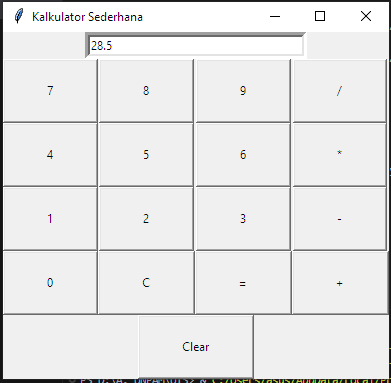 Kalkulator Sederhana
28.5
7 8 9 /
4 5 6 *
1 2 3 -
0 C = +
Clear